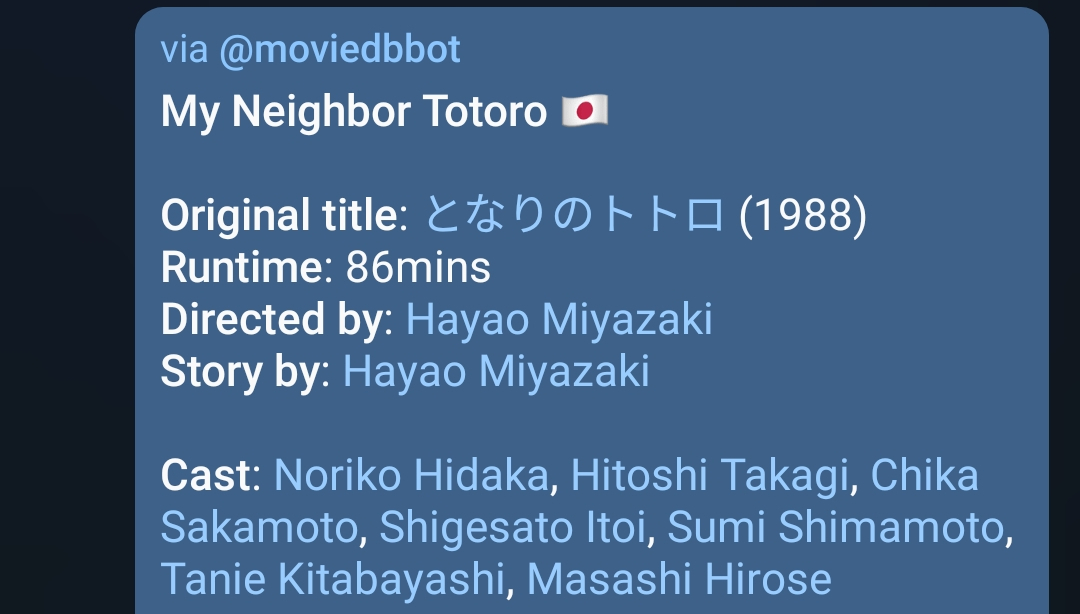 via @moviedbbot
My Neighbor Totoro 🇯🇵
Original title: となりのトトロ (1988)
Runtime: 86mins
Directed by: Hayao Miyazaki
Story by: Hayao Miyazaki
Cast: Noriko Hidaka, Hitoshi Takagi, Chika
Sakamoto, Shigesato Itoi, Sumi Shimamoto,
Tanie Kitabayashi, Masashi Hirose